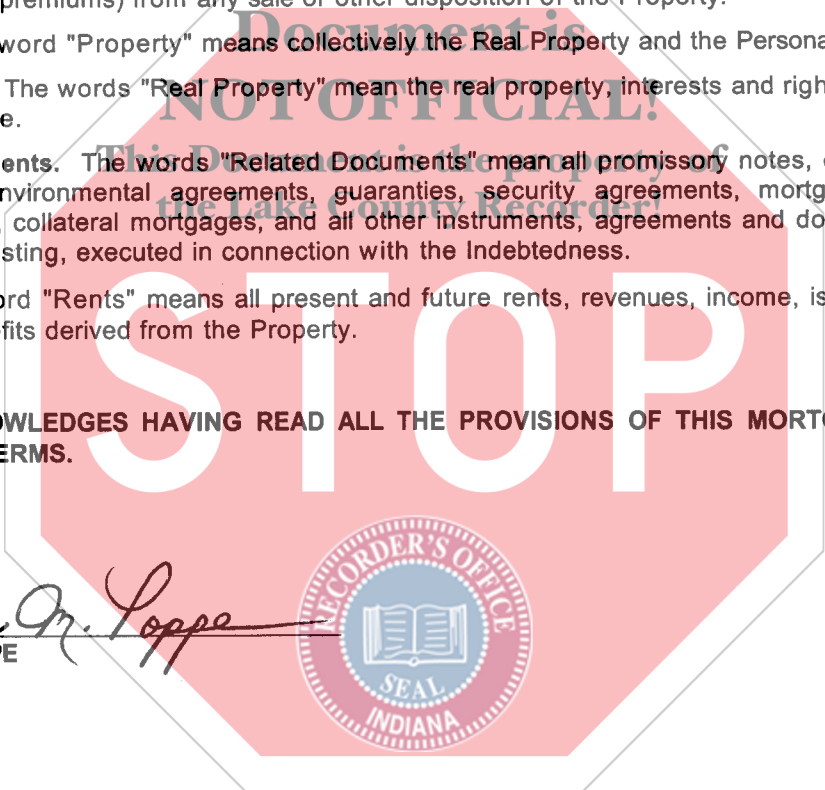 premiums) from any sale or other disposition of the Property.
Document is
word "Property" means collectively the Real Property and the Persona
The words "Real Property" mean the real property, interests and righ
NOT OFFICIAL!
e.
This Document is the property of
ents. The words "Related Documents" mean all promissory notes,
nvironmental agreements, guaranties, security agreements, mortg
the Lake County Recorder!
, collateral mortgages, and all other instruments, agreements and do
sting, executed in connection with the Indebtedness.
ord "Rents" means all present and future rents, revenues, income, is
fits derived from the Property.
STOP
OWLEDGES HAVING READ ALL THE PROVISIONS OF THIS MORT
ERMS.
M. Poppe
PE
RECORDER'S OFFICE
SEAL
INDIANA